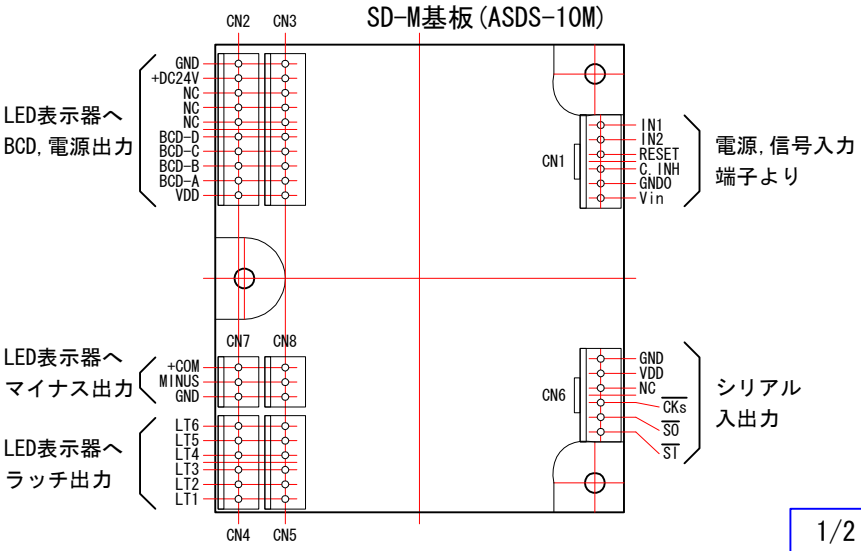 SD-M基板(ASDS-10M)
CN2
CN3
LED表示器へ
BCD,電源出力
GND
+DC24V
NC
NC
NC
BCD-D
BCD-C
BCD-B
BCD-A
VDD
CN1
IN1
IN2
RESET
C.INH
GND0
Vin
電源,信号入力
端子より
LED表示器へ
マイナス出力
CN7
CN8
+COM
MINUS
GND
LED表示器へ
ラッチ出力
LT6
LT5
LT4
LT3
LT2
LT1
CN4
CN5
CN6
GND
VDD
NC
C̅K̅s̅
S̅O̅
S̅I̅
シリアル
入出力
1/2